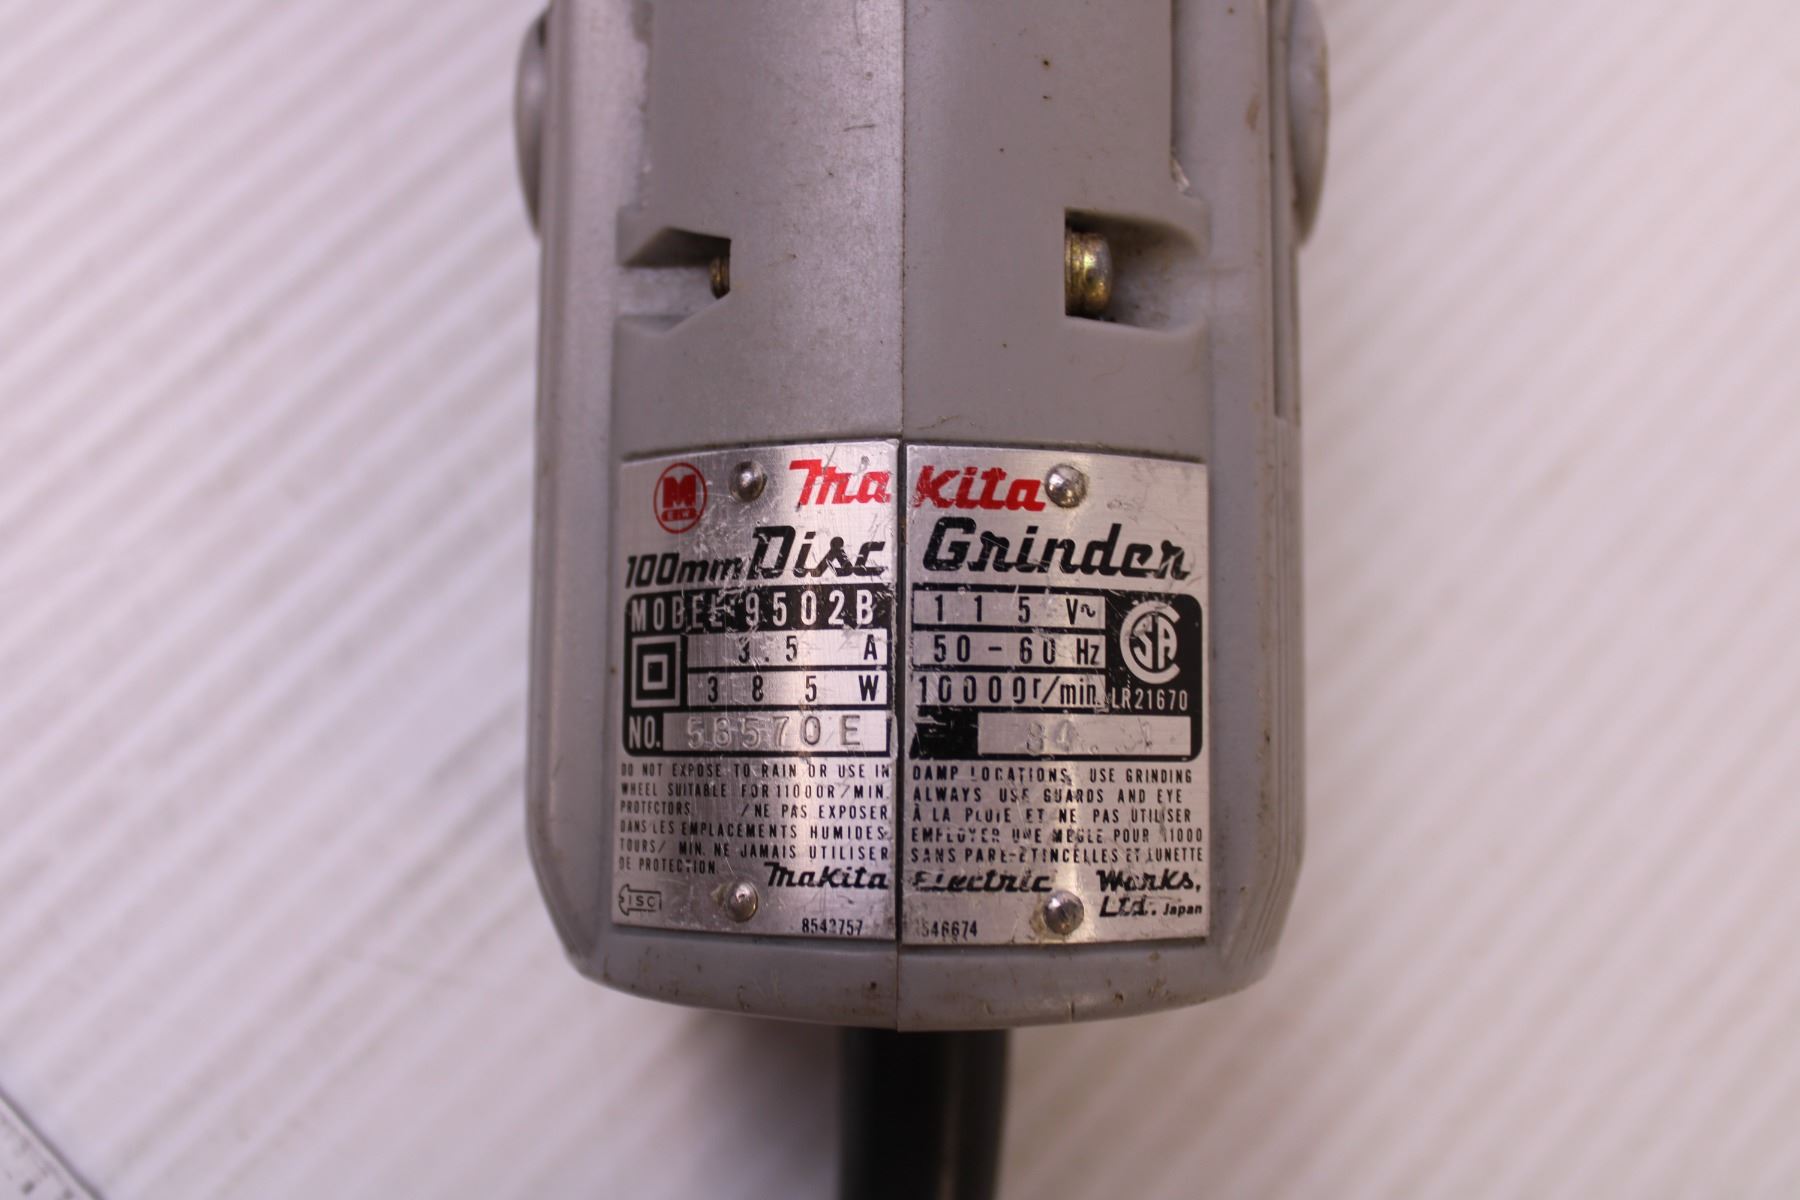 M
Makita
100mm Disc Grinder
MODEL 9502B 115 V~
3.5 A 50-60 Hz CSA
385 W 10000r/min LR21670
NO. 58570E
DO NOT EXPOSE TO RAIN OR USE IN DAMP LOCATIONS, USE GRINDING
WHEEL SUITABLE FOR 11000R/MIN. ALWAYS USE GUARDS AND EYE
PROTECTORS /NE PAS EXPOSER À LA PLUIE ET NE PAS UTILISER
DANS LES EMPLACEMENTS HUMIDES. EMPLOYER UNE MEULE POUR 11000
TOURS/ MIN. NE JAMAIS UTILISER SANS PARE-ETINCELLES ET LUNETTE
DE PROTECTION.
Makita Electric Works,
Ltd. Japan
ISC